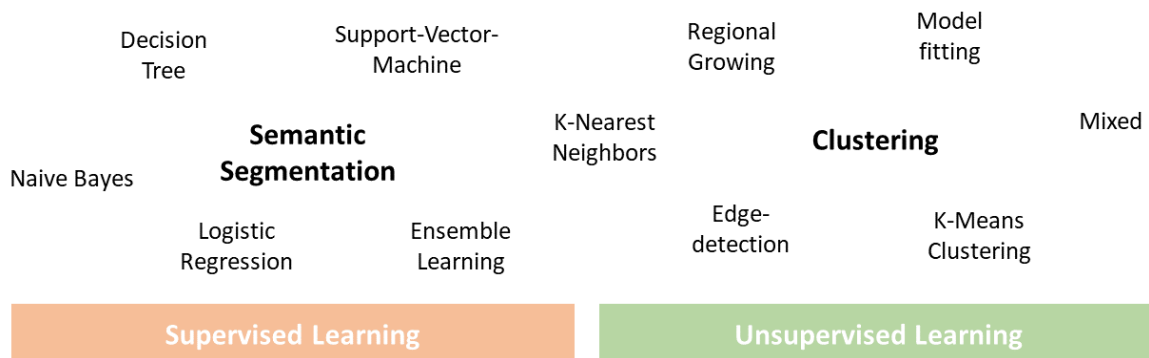 Decision
Tree
Support-Vector-
Machine
Regional
Growing
Model
fitting
Semantic
Segmentation
K-Nearest
Neighbors
Clustering
Mixed
Naive Bayes
Logistic
Regression
Ensemble
Learning
Edge-
detection
K-Means
Clustering
Supervised Learning
Unsupervised Learning